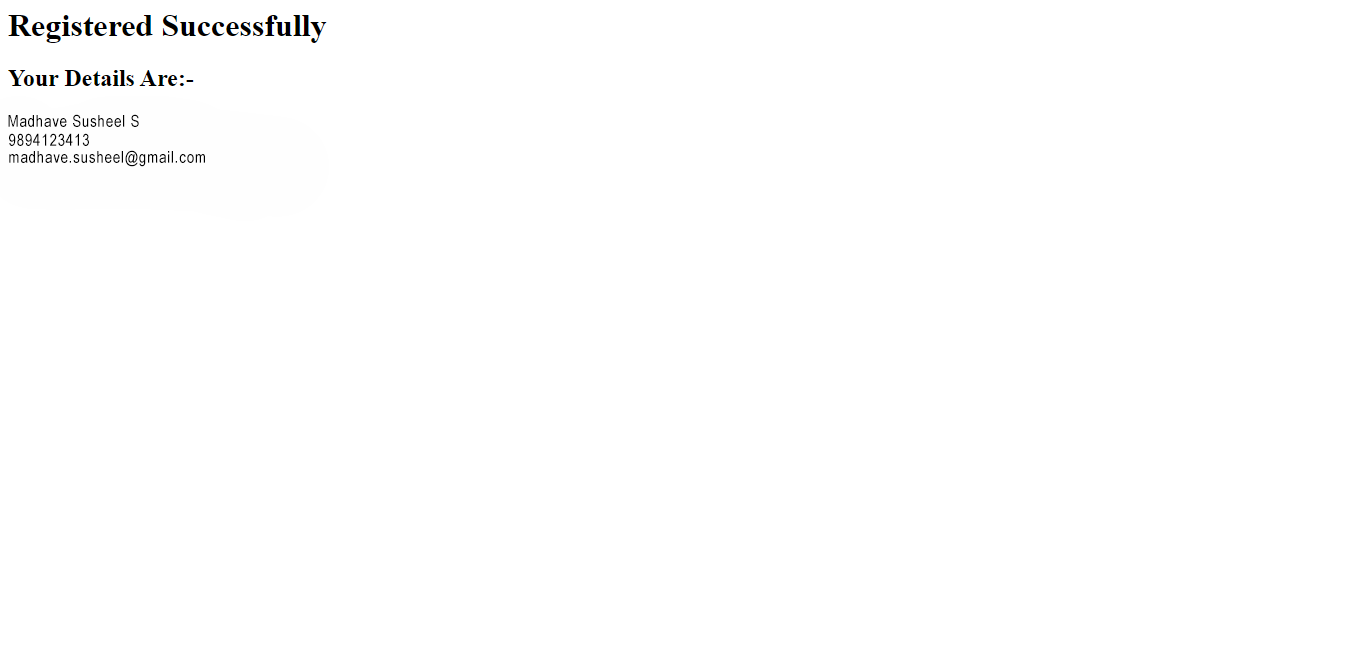 Registered Successfully
Your Details Are:-
Madhave Susheel S
9894123413
madhave.susheel@gmail.com